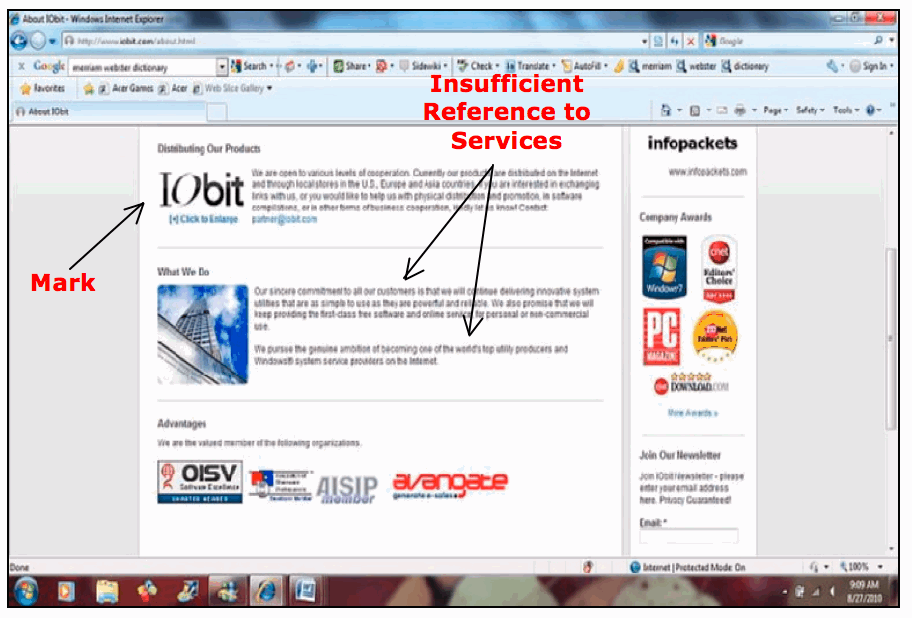 About IObit - Windows Internet Explorer
http://www.iobit.com/about.html
Google
x Google merriam webster dictionary Search Share Sidewiki Check Translate AutoFill merriam webster dictionary Sign In
Favorites Acer Games Acer Web Slice Gallery
About IObit
Page Safety Tools
Insufficient
Reference to
Services
Mark
Distributing Our Products
IObit
[+] Click to Enlarge
We are open to various levels of cooperation. Currently our products are distributed on the Internet
and through local stores in the U.S., Europe and Asia countries. If you are interested in exchanging
links with us, or you would like to help us with physical distribution and promotion, in software
compilations, or in other forms of business cooperation, kindly let us know! Contact:
partner@iobit.com
What We Do
Our sincere commitment to all our customers is that we will continue delivering innovative system
utilities that are as simple to use as they are powerful and reliable. We also promise that we will
keep providing the first-class free software and online service, for personal or non-commercial
use.
We pursue the genuine ambition of becoming one of the world's top utility producers and
Windows® system service providers on the Internet.
Advantages
We are the valued member of the following organizations.
OISV
Software Excellence
AISIP
member
avangate
generate e-sales
infopackets
www.infopackets.com
Company Awards
Compatible with
Windows 7
cnet
Editors'
Choice
PC
MAGAZINE
DOWNLOAD.COM
More Awards »
Join Our Newsletter
Join IObit Newsletter - please
enter your email address
here. Privacy Guaranteed!
Email: *
Done
Internet | Protected Mode: On
100%
9:09 AM
8/27/2010